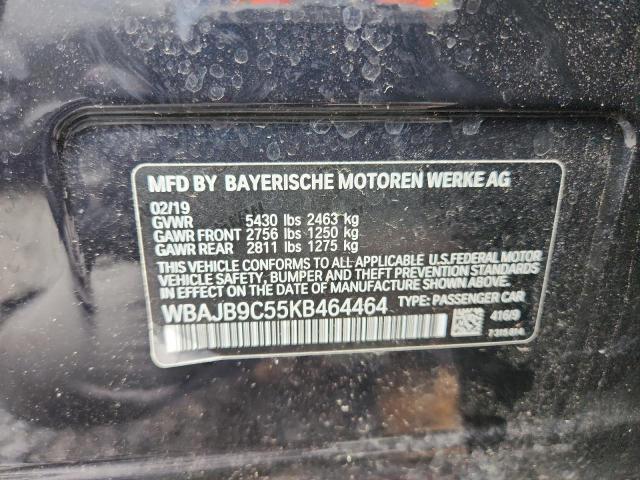 MFD BY BAYERISCHE MOTOREN WERKE AG
02/19
GVWR 5430 lbs 2463 kg
GAWR FRONT 2756 lbs 1250 kg
GAWR REAR 2811 lbs 1275 kg
THIS VEHICLE CONFORMS TO ALL APPLICABLE U.S. FEDERAL MOTOR
VEHICLE SAFETY, BUMPER AND THEFT PREVENTION STANDARDS
IN EFFECT ON THE DATE OF MANUFACTURE SHOWN ABOVE.
WBAJB9C55KB464464 TYPE: PASSENGER CAR
416/9